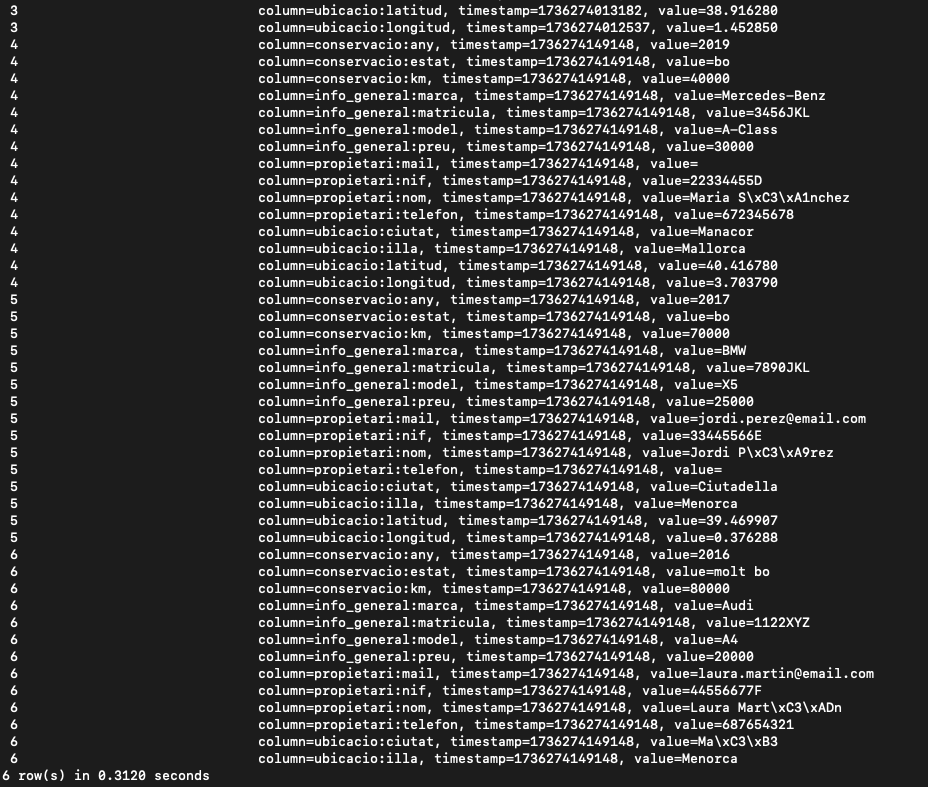 3 column=ubicacio:latitud, timestamp=1736274013182, value=38.916280
3 column=ubicacio:longitud, timestamp=1736274012537, value=1.452850
4 column=conservacio:any, timestamp=1736274149148, value=2019
4 column=conservacio:estat, timestamp=1736274149148, value=bo
4 column=conservacio:km, timestamp=1736274149148, value=40000
4 column=info_general:marca, timestamp=1736274149148, value=Mercedes-Benz
4 column=info_general:matricula, timestamp=1736274149148, value=3456JKL
4 column=info_general:model, timestamp=1736274149148, value=A-Class
4 column=info_general:preu, timestamp=1736274149148, value=30000
4 column=propietari:mail, timestamp=1736274149148, value=
4 column=propietari:nif, timestamp=1736274149148, value=22334455D
4 column=propietari:nom, timestamp=1736274149148, value=Maria S\xC3\xA1nchez
4 column=propietari:telefon, timestamp=1736274149148, value=672345678
4 column=ubicacio:ciutat, timestamp=1736274149148, value=Manacor
4 column=ubicacio:illa, timestamp=1736274149148, value=Mallorca
4 column=ubicacio:latitud, timestamp=1736274149148, value=40.416780
4 column=ubicacio:longitud, timestamp=1736274149148, value=3.703790
5 column=conservacio:any, timestamp=1736274149148, value=2017
5 column=conservacio:estat, timestamp=1736274149148, value=bo
5 column=conservacio:km, timestamp=1736274149148, value=70000
5 column=info_general:marca, timestamp=1736274149148, value=BMW
5 column=info_general:matricula, timestamp=1736274149148, value=7890JKL
5 column=info_general:model, timestamp=1736274149148, value=X5
5 column=info_general:preu, timestamp=1736274149148, value=25000
5 column=propietari:mail, timestamp=1736274149148, value=jordi.perez@email.com
5 column=propietari:nif, timestamp=1736274149148, value=33445566E
5 column=propietari:nom, timestamp=1736274149148, value=Jordi P\xC3\xA9rez
5 column=propietari:telefon, timestamp=1736274149148, value=
5 column=ubicacio:ciutat, timestamp=1736274149148, value=Ciutadella
5 column=ubicacio:illa, timestamp=1736274149148, value=Menorca
5 column=ubicacio:latitud, timestamp=1736274149148, value=39.469907
5 column=ubicacio:longitud, timestamp=1736274149148, value=0.376288
6 column=conservacio:any, timestamp=1736274149148, value=2016
6 column=conservacio:estat, timestamp=1736274149148, value=molt bo
6 column=conservacio:km, timestamp=1736274149148, value=80000
6 column=info_general:marca, timestamp=1736274149148, value=Audi
6 column=info_general:matricula, timestamp=1736274149148, value=1122XYZ
6 column=info_general:model, timestamp=1736274149148, value=A4
6 column=info_general:preu, timestamp=1736274149148, value=20000
6 column=propietari:mail, timestamp=1736274149148, value=laura.martin@email.com
6 column=propietari:nif, timestamp=1736274149148, value=44556677F
6 column=propietari:nom, timestamp=1736274149148, value=Laura Mart\xC3\xADn
6 column=propietari:telefon, timestamp=1736274149148, value=687654321
6 column=ubicacio:ciutat, timestamp=1736274149148, value=Ma\xC3\xB3
6 column=ubicacio:illa, timestamp=1736274149148, value=Menorca
6 row(s) in 0.3120 seconds